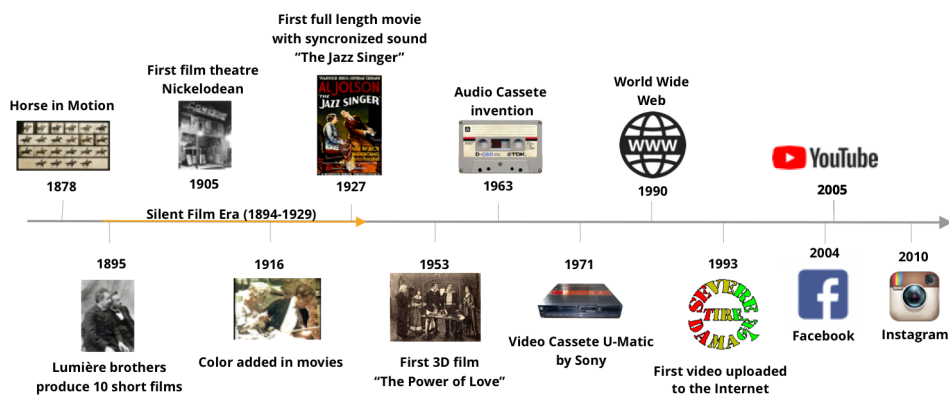 First full length movie
with syncronized sound
“The Jazz Singer”
First film theatre
Nickelodean
Horse in Motion
Audio Cassete
invention
World Wide
Web
AL JOLSON
THE
JAZZ SINGER
A
D-C60
TDK
WWW
YouTube
1878
1905
1927
1963
1990
2005
Silent Film Era (1894-1929)
1895
1916
1953
1971
1993
2004
2010
SEVERE
TIRE
DAMAGE
f
Facebook
Instagram
Lumière brothers
produce 10 short films
Color added in movies
First 3D film
“The Power of Love”
Video Cassete U-Matic
by Sony
First video uploaded
to the Internet